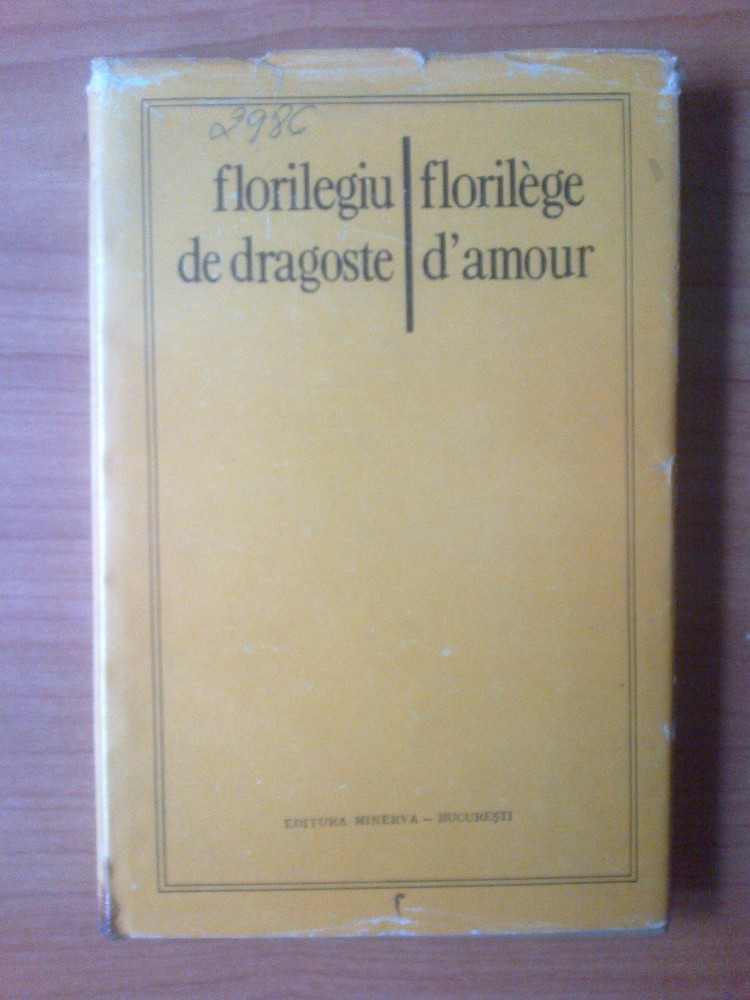 2986
florilegiu
de dragoste
florilège
d'amour
EDITURA MINERVA – BUCUREŞTI